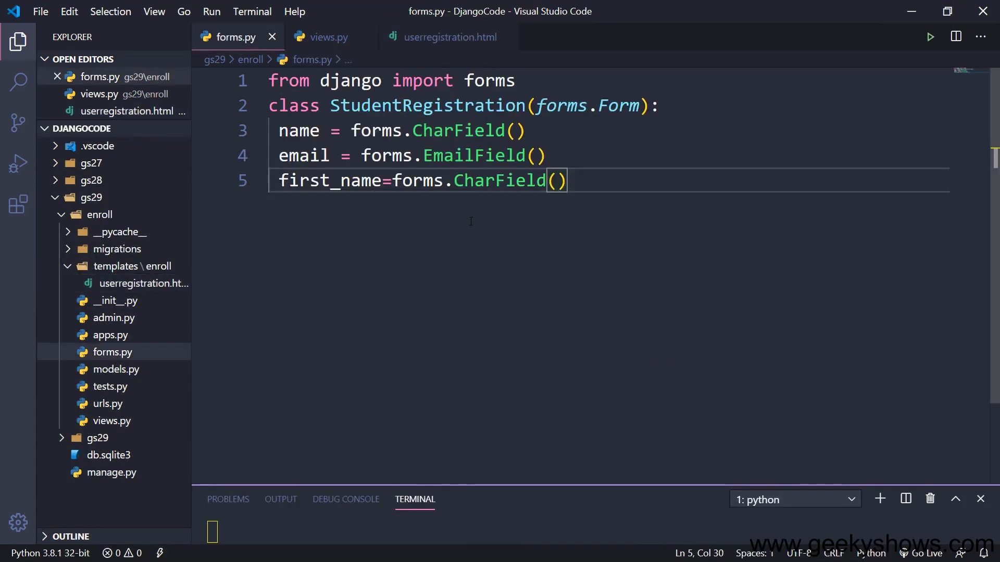 File Edit Selection View Go Run Terminal Help
forms.py - DjangoCode - Visual Studio Code
EXPLORER
OPEN EDITORS
forms.py gs29\enroll
views.py gs29\enroll
userregistration.html ...
DJANGOCODE
.vscode
gs27
gs28
gs29
enroll
__pycache__
migrations
templates\enroll
userregistration.ht...
__init__.py
admin.py
apps.py
forms.py
models.py
tests.py
urls.py
views.py
gs29
db.sqlite3
manage.py
OUTLINE
forms.py views.py dj userregistration.html
gs29 > enroll > forms.py > ...
1 from django import forms
2 class StudentRegistration(forms.Form):
3 name = forms.CharField()
4 email = forms.EmailField()
5 first_name=forms.CharField()
PROBLEMS OUTPUT DEBUG CONSOLE TERMINAL
1: python
www.geekyshows.com
Python 3.8.1 32-bit 0 0
Ln 5, Col 30 Spaces: 1 UTF-8 CRLF Python Go Live